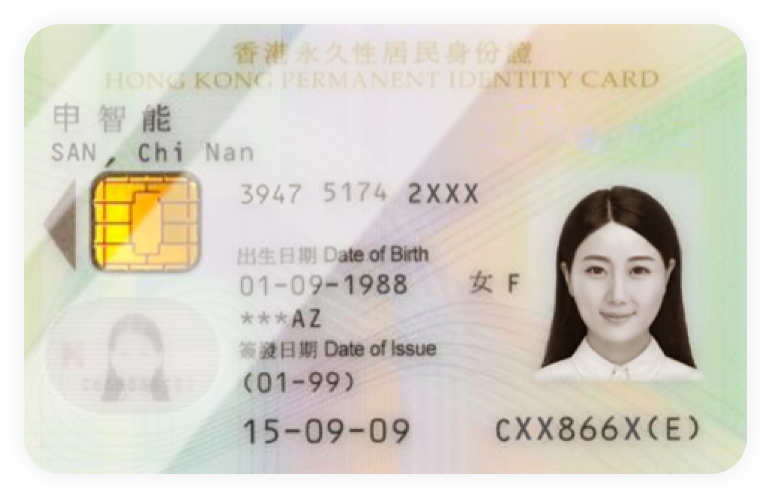 香港永久性居民身份證
HONG KONG PERMANENT IDENTITY CARD
申智能
SAN, Chi Nan
3947 5174 2XXX
出生日期 Date of Birth
01-09-1988 女 F
***AZ
簽發日期 Date of Issue
(01-99)
15-09-09 CXX866X(E)